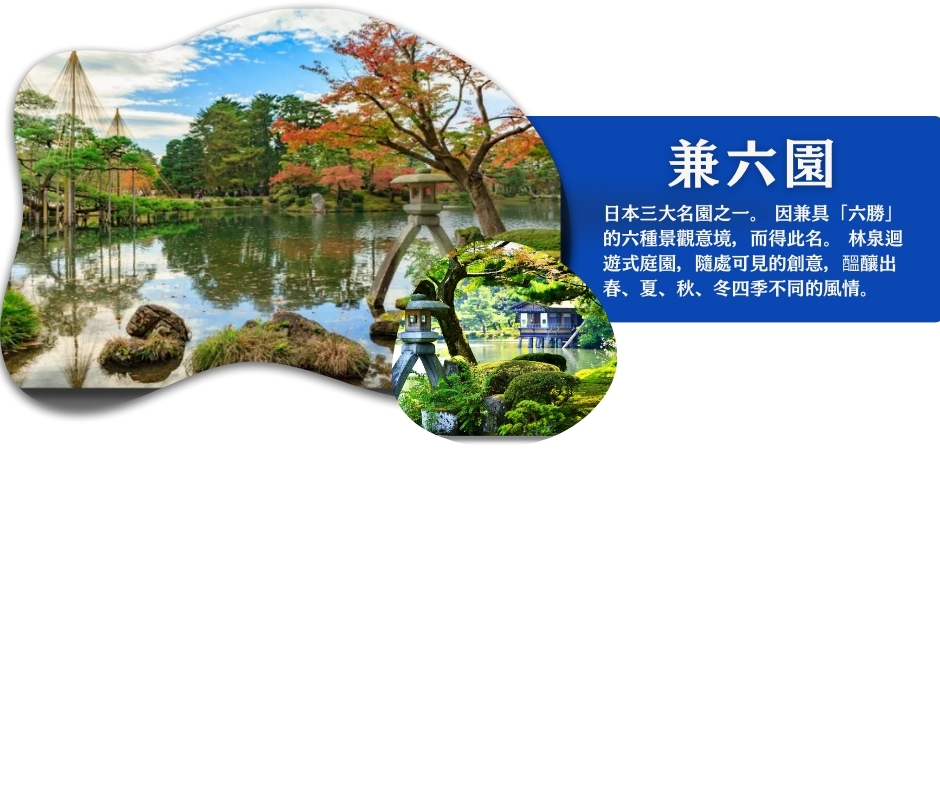 兼六園
日本三大名園之一。 因兼具「六勝」
的六種景觀意境，而得此名。 林泉迴
遊式庭園，隨處可見的創意，醞釀出
春、夏、秋、冬四季不同的風情。